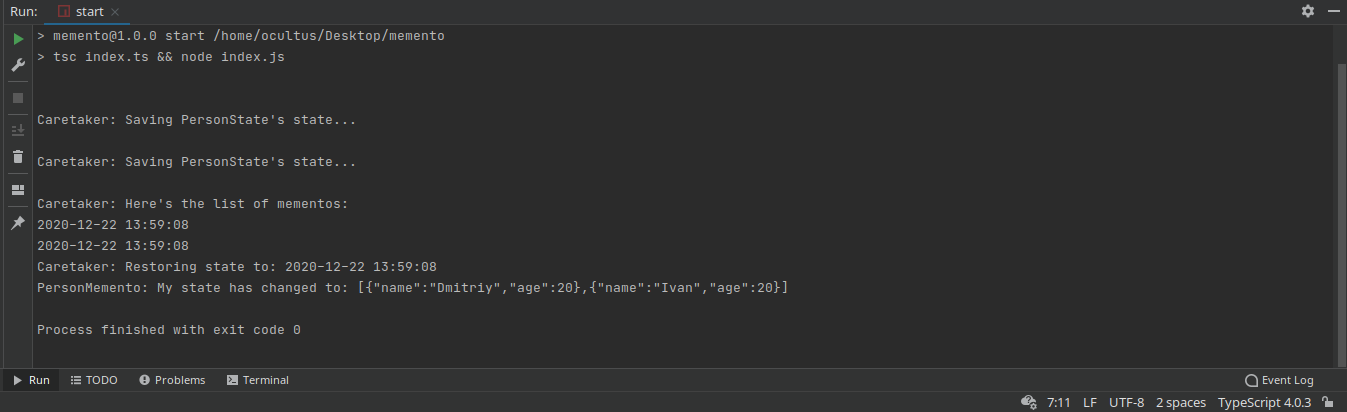 Run: start
> memento@1.0.0 start /home/ocultus/Desktop/memento
> tsc index.ts && node index.js
Caretaker: Saving PersonState's state...
Caretaker: Saving PersonState's state...
Caretaker: Here's the list of mementos:
2020-12-22 13:59:08
2020-12-22 13:59:08
Caretaker: Restoring state to: 2020-12-22 13:59:08
PersonMemento: My state has changed to: [{"name":"Dmitriy","age":20},{"name":"Ivan","age":20}]
Process finished with exit code 0
Run TODO Problems Terminal Event Log
7:11 LF UTF-8 2 spaces TypeScript 4.0.3